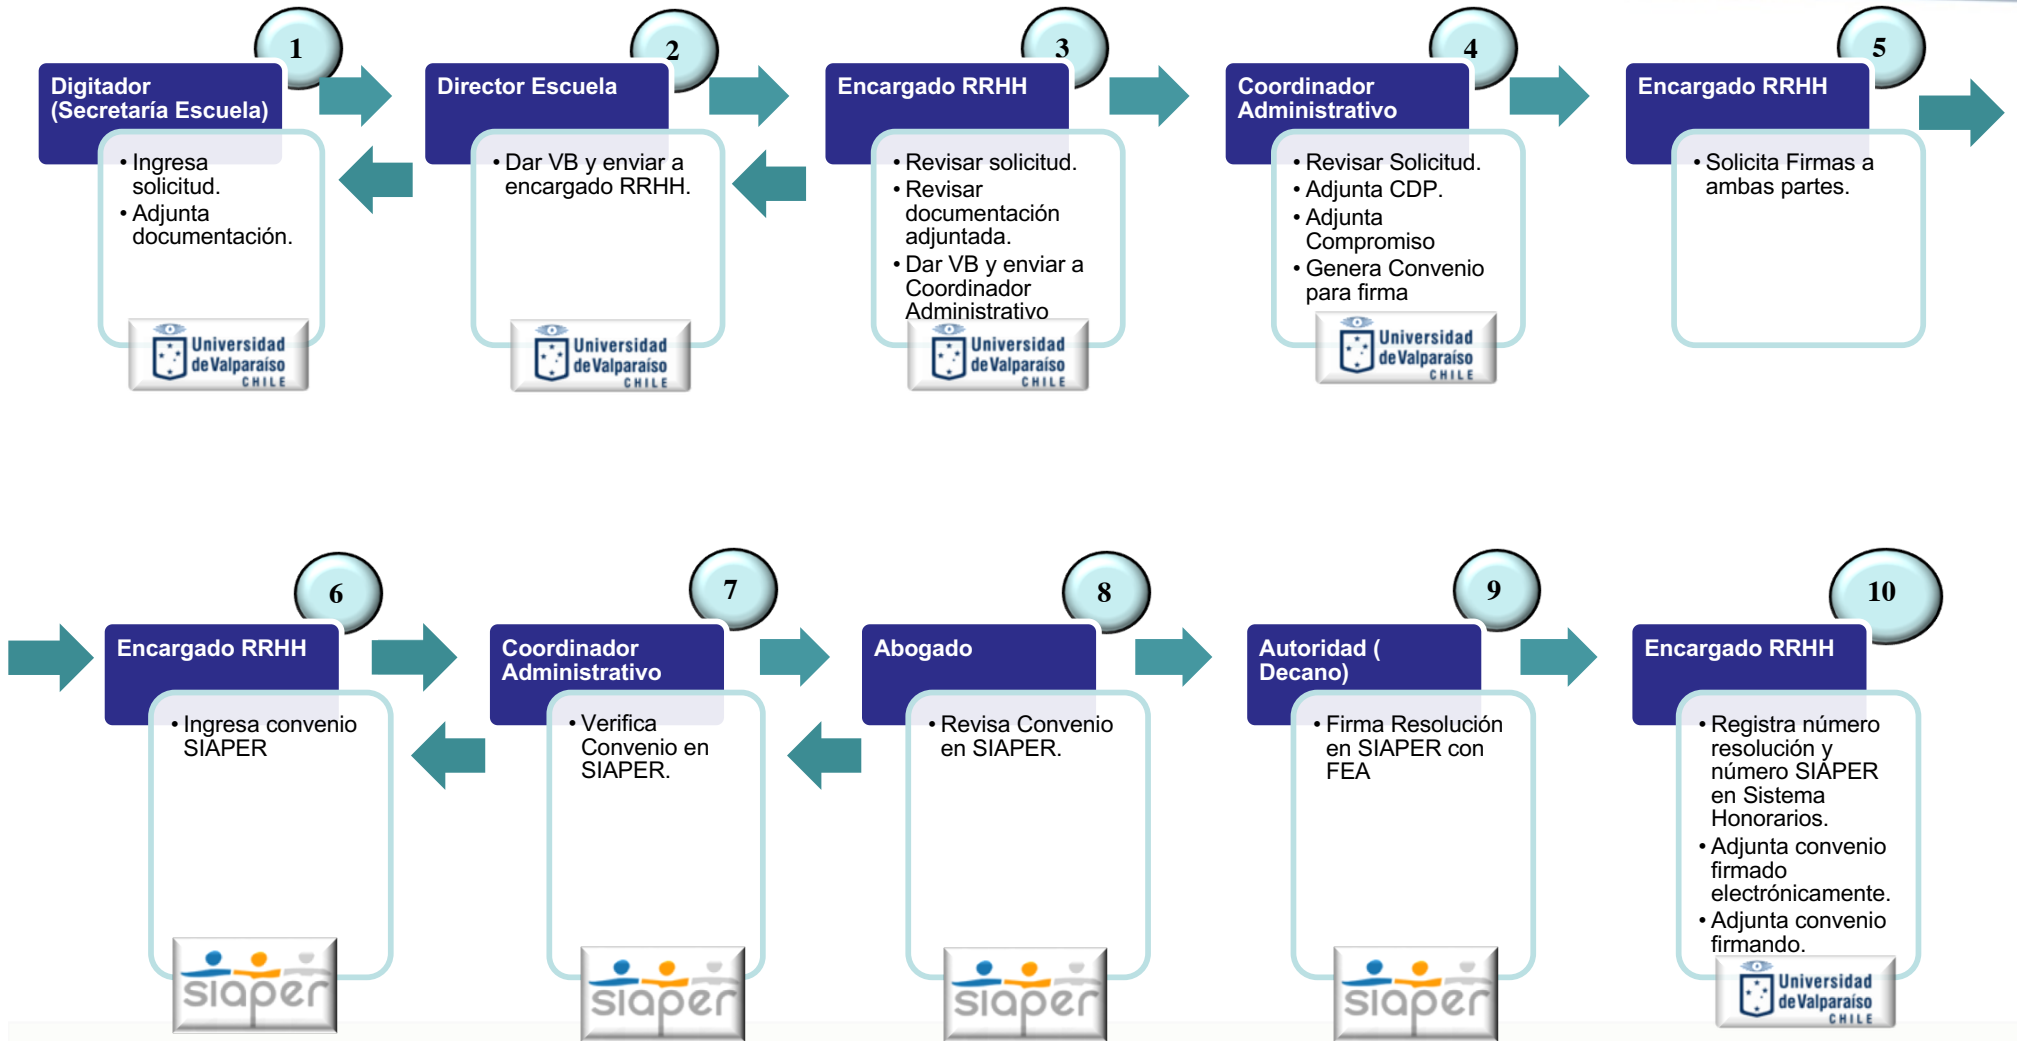 1
Digitador
(Secretaría Escuela)
• Ingresa
solicitud.
• Adjunta
documentación.
Universidad
de Valparaíso
CHILE
2
Director Escuela
• Dar VB y enviar a
encargado RRHH.
Universidad
de Valparaíso
CHILE
3
Encargado RRHH
• Revisar solicitud.
• Revisar
documentación
adjuntada.
• Dar VB y enviar a
Coordinador
Administrativo
Universidad
de Valparaíso
CHILE
4
Coordinador
Administrativo
• Revisar Solicitud.
• Adjunta CDP.
• Adjunta
Compromiso
• Genera Convenio
para firma
Universidad
de Valparaíso
CHILE
5
Encargado RRHH
• Solicita Firmas a
ambas partes.
6
Encargado RRHH
• Ingresa convenio
SIAPER
siaper
7
Coordinador
Administrativo
• Verifica
Convenio en
SIAPER.
siaper
8
Abogado
• Revisa Convenio
en SIAPER.
siaper
9
Autoridad (
Decano)
• Firma Resolución
en SIAPER con
FEA
siaper
10
Encargado RRHH
• Registra número
resolución y
número SIAPER
en Sistema
Honorarios.
• Adjunta convenio
firmado
electrónicamente.
• Adjunta convenio
firmando.
Universidad
de Valparaíso
CHILE